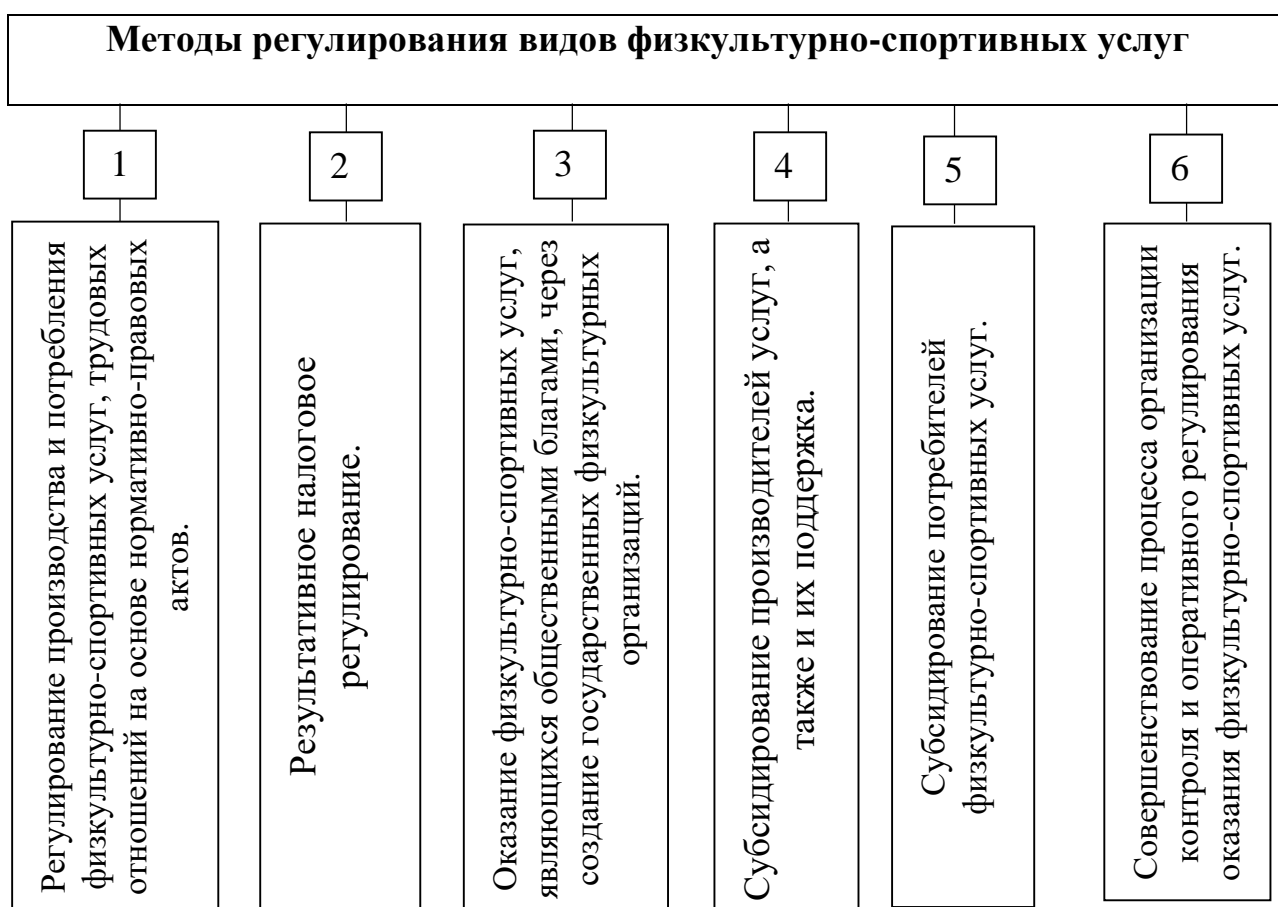 Методы регулирования видов физкультурно-спортивных услуг
1
Регулирование производства и потребления
физкультурно-спортивных услуг, трудовых
отношений на основе нормативно-правовых
актов.
2
Результативное налоговое
регулирование.
3
Оказание физкультурно-спортивных услуг,
являющихся общественными благами, через
создание государственных физкультурных
организаций.
4
Субсидирование производителей услуг, а
также и их поддержка.
5
Субсидирование потребителей
физкультурно-спортивных услуг.
6
Совершенствование процесса организации
контроля и оперативного регулирования
оказания физкультурно-спортивных услуг.